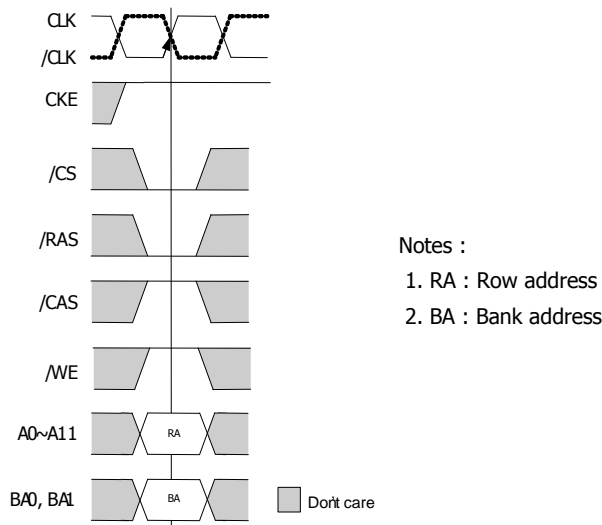 CLK
/CLK
CKE
/CS
/RAS
/CAS
/WE
A0~A11
RA
BA0, BA1
BA
Don't care
Notes :
1. RA : Row address
2. BA : Bank address